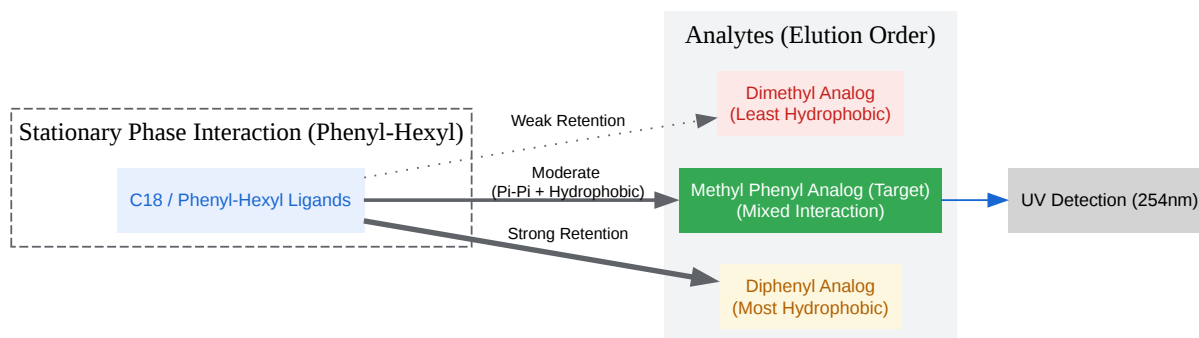 Analytes (Elution Order)
Dimethyl Analog
(Least Hydrophobic)
Weak Retention
Stationary Phase Interaction (Phenyl-Hexyl)
Moderate
(Pi-Pi + Hydrophobic)
C18 / Phenyl-Hexyl Ligands
Methyl Phenyl Analog (Target)
(Mixed Interaction)
UV Detection (254nm)
Strong Retention
Diphenyl Analog
(Most Hydrophobic)